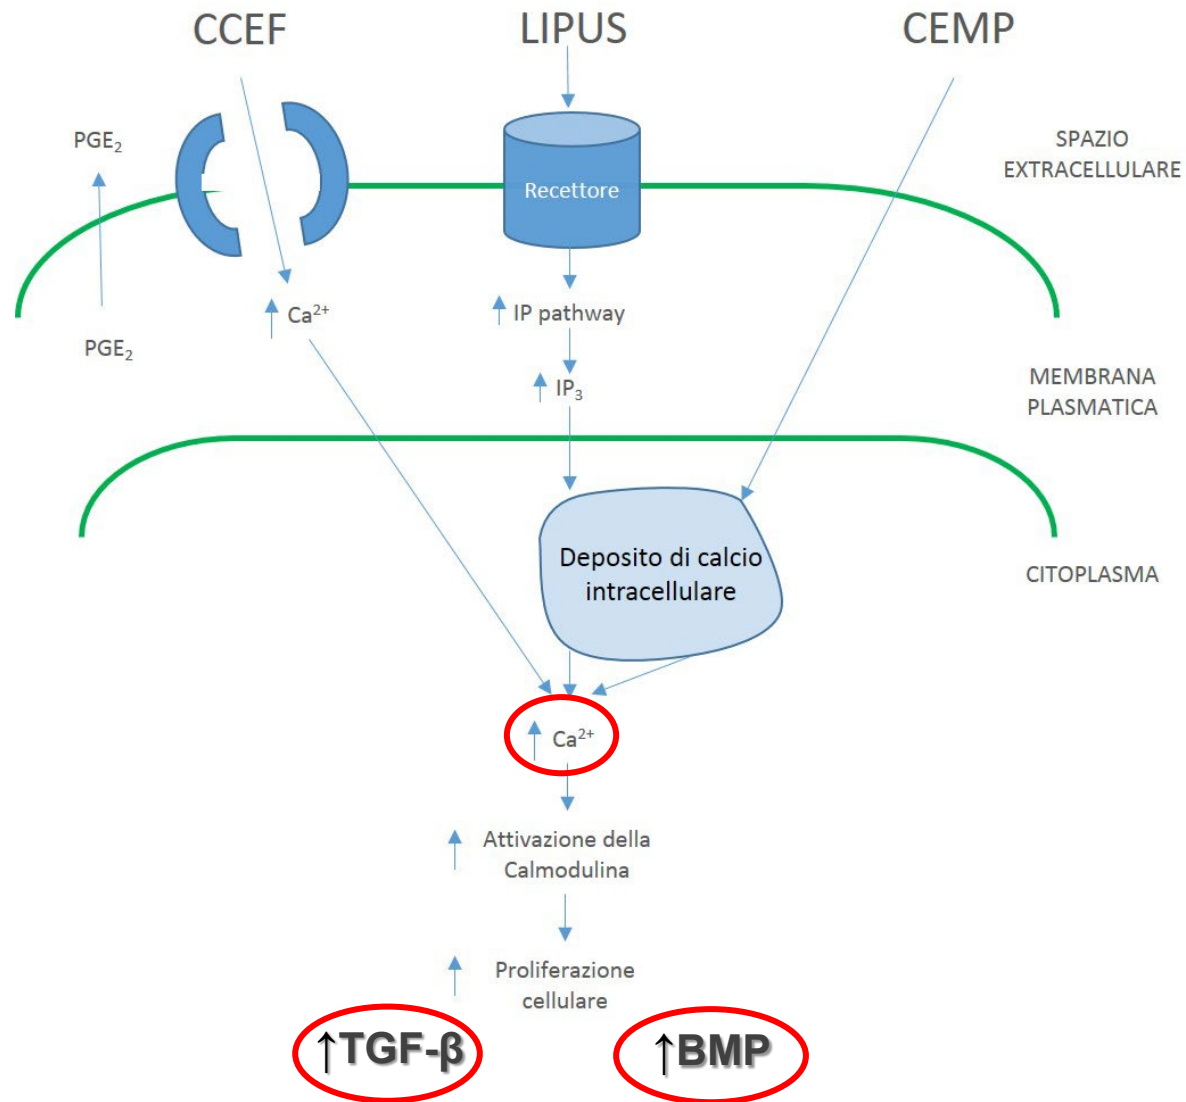 CCEF
LIPUS
CEMP
PGE₂
SPAZIO
EXTRACELLULARE
Recettore
↑ Ca²⁺
↑ IP pathway
PGE₂
↑ IP₃
MEMBRANA
PLASMATICA
Deposito di calcio
intracellulare
CITOPLASMA
↑ Ca²⁺
↑ Attivazione della
Calmodulina
↑ Proliferazione
cellulare
↑TGF-β
↑BMP